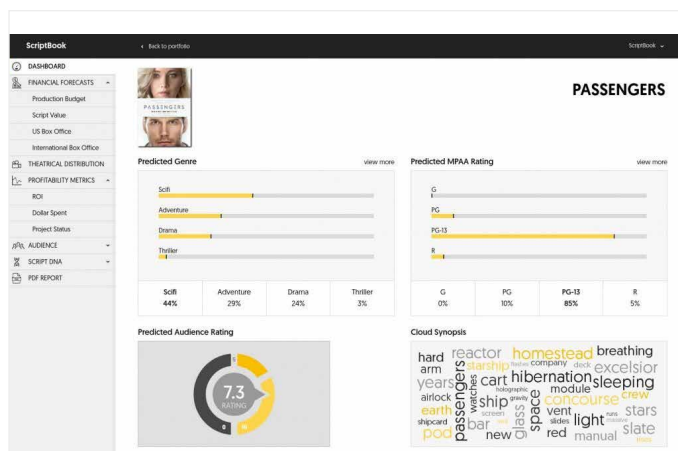 ScriptBook
Back to portfolio
ScriptBook
DASHBOARD
FINANCIAL FORECASTS
Production Budget
Script Value
US Box Office
International Box Office
THEATRICAL DISTRIBUTION
PROFITABILITY METRICS
ROI
Dollar Spent
Project Status
AUDIENCE
SCRIPT DNA
PDF REPORT
PASSENGERS
PASSENGERS
Predicted Genre view more
Scifi
Adventure
Drama
Thriller
Scifi Adventure Drama Thriller
44% 29% 24% 3%
Predicted MPAA Rating view more
G
PG
PG-13
R
G PG PG-13 R
0% 10% 85% 5%
Predicted Audience Rating
7.3
RATING
Cloud Synopsis
hard reactor homestead breathing
arm starship flashes company deck excelsior
years passengers watches cart hibernation sleeping
holographic module
airlock ship gravity space concourse crew
earth screen glass vent runs stars
shipcard bar slides light
pod new red manual slate